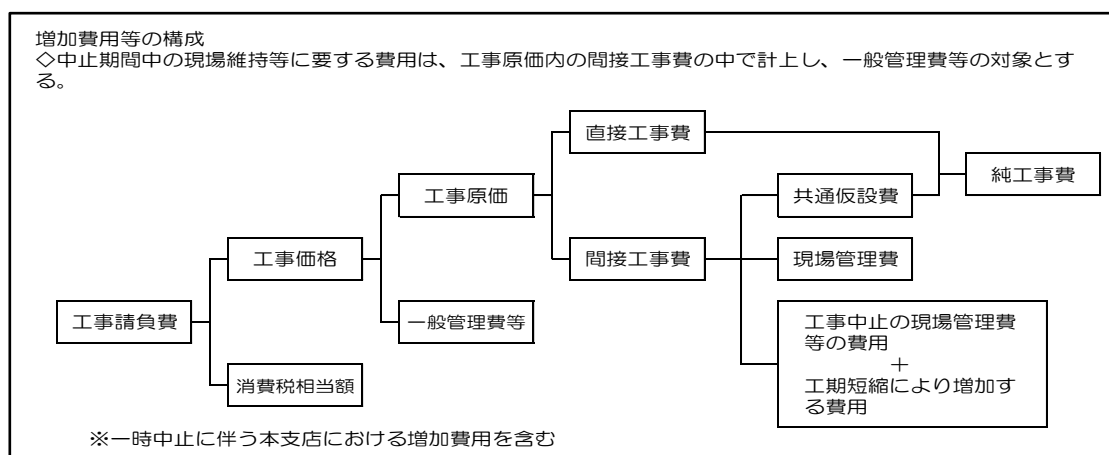 増加費用等の構成
◇中止期間中の現場維持等に要する費用は、工事原価内の間接工事費の中で計上し、一般管理費等の対象とす
る。
直接工事費
純工事費
工事原価
共通仮設費
工事価格
間接工事費
現場管理費
工事請負費
一般管理費等
工事中止の現場管理費
等の費用
+
工期短縮により増加す
る費用
消費税相当額
※一時中止に伴う本支店における増加費用を含む